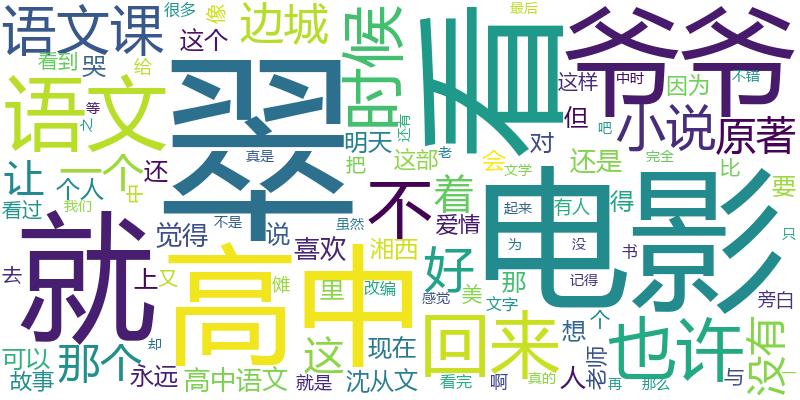 语文课
很多
像
这个
边城
时候
看
爷爷
最后
看到
哭
给
翠
这样
中时
因为
不错
语文
等
Z
明天
还有
但
小说
原著
吧
真是
把
这部
老
会
对
还是
完全
比
让
一个
还
文学
个人
中
不
着
得
要
看过
我们
爱情
起来
有人
电影
就
觉得
不是
说
虽然
喜欢
湘西
好
为
没
书
只
去
上
高中
又
傩
里
改编
感觉
美
那
文字
记得
旁白
个
回来
想
也许
没有
可以
那个
却
这
现在
老师
故事
永远
高中语文
就是
沈从文
看完
啊
真的
人
再
那么
与
一